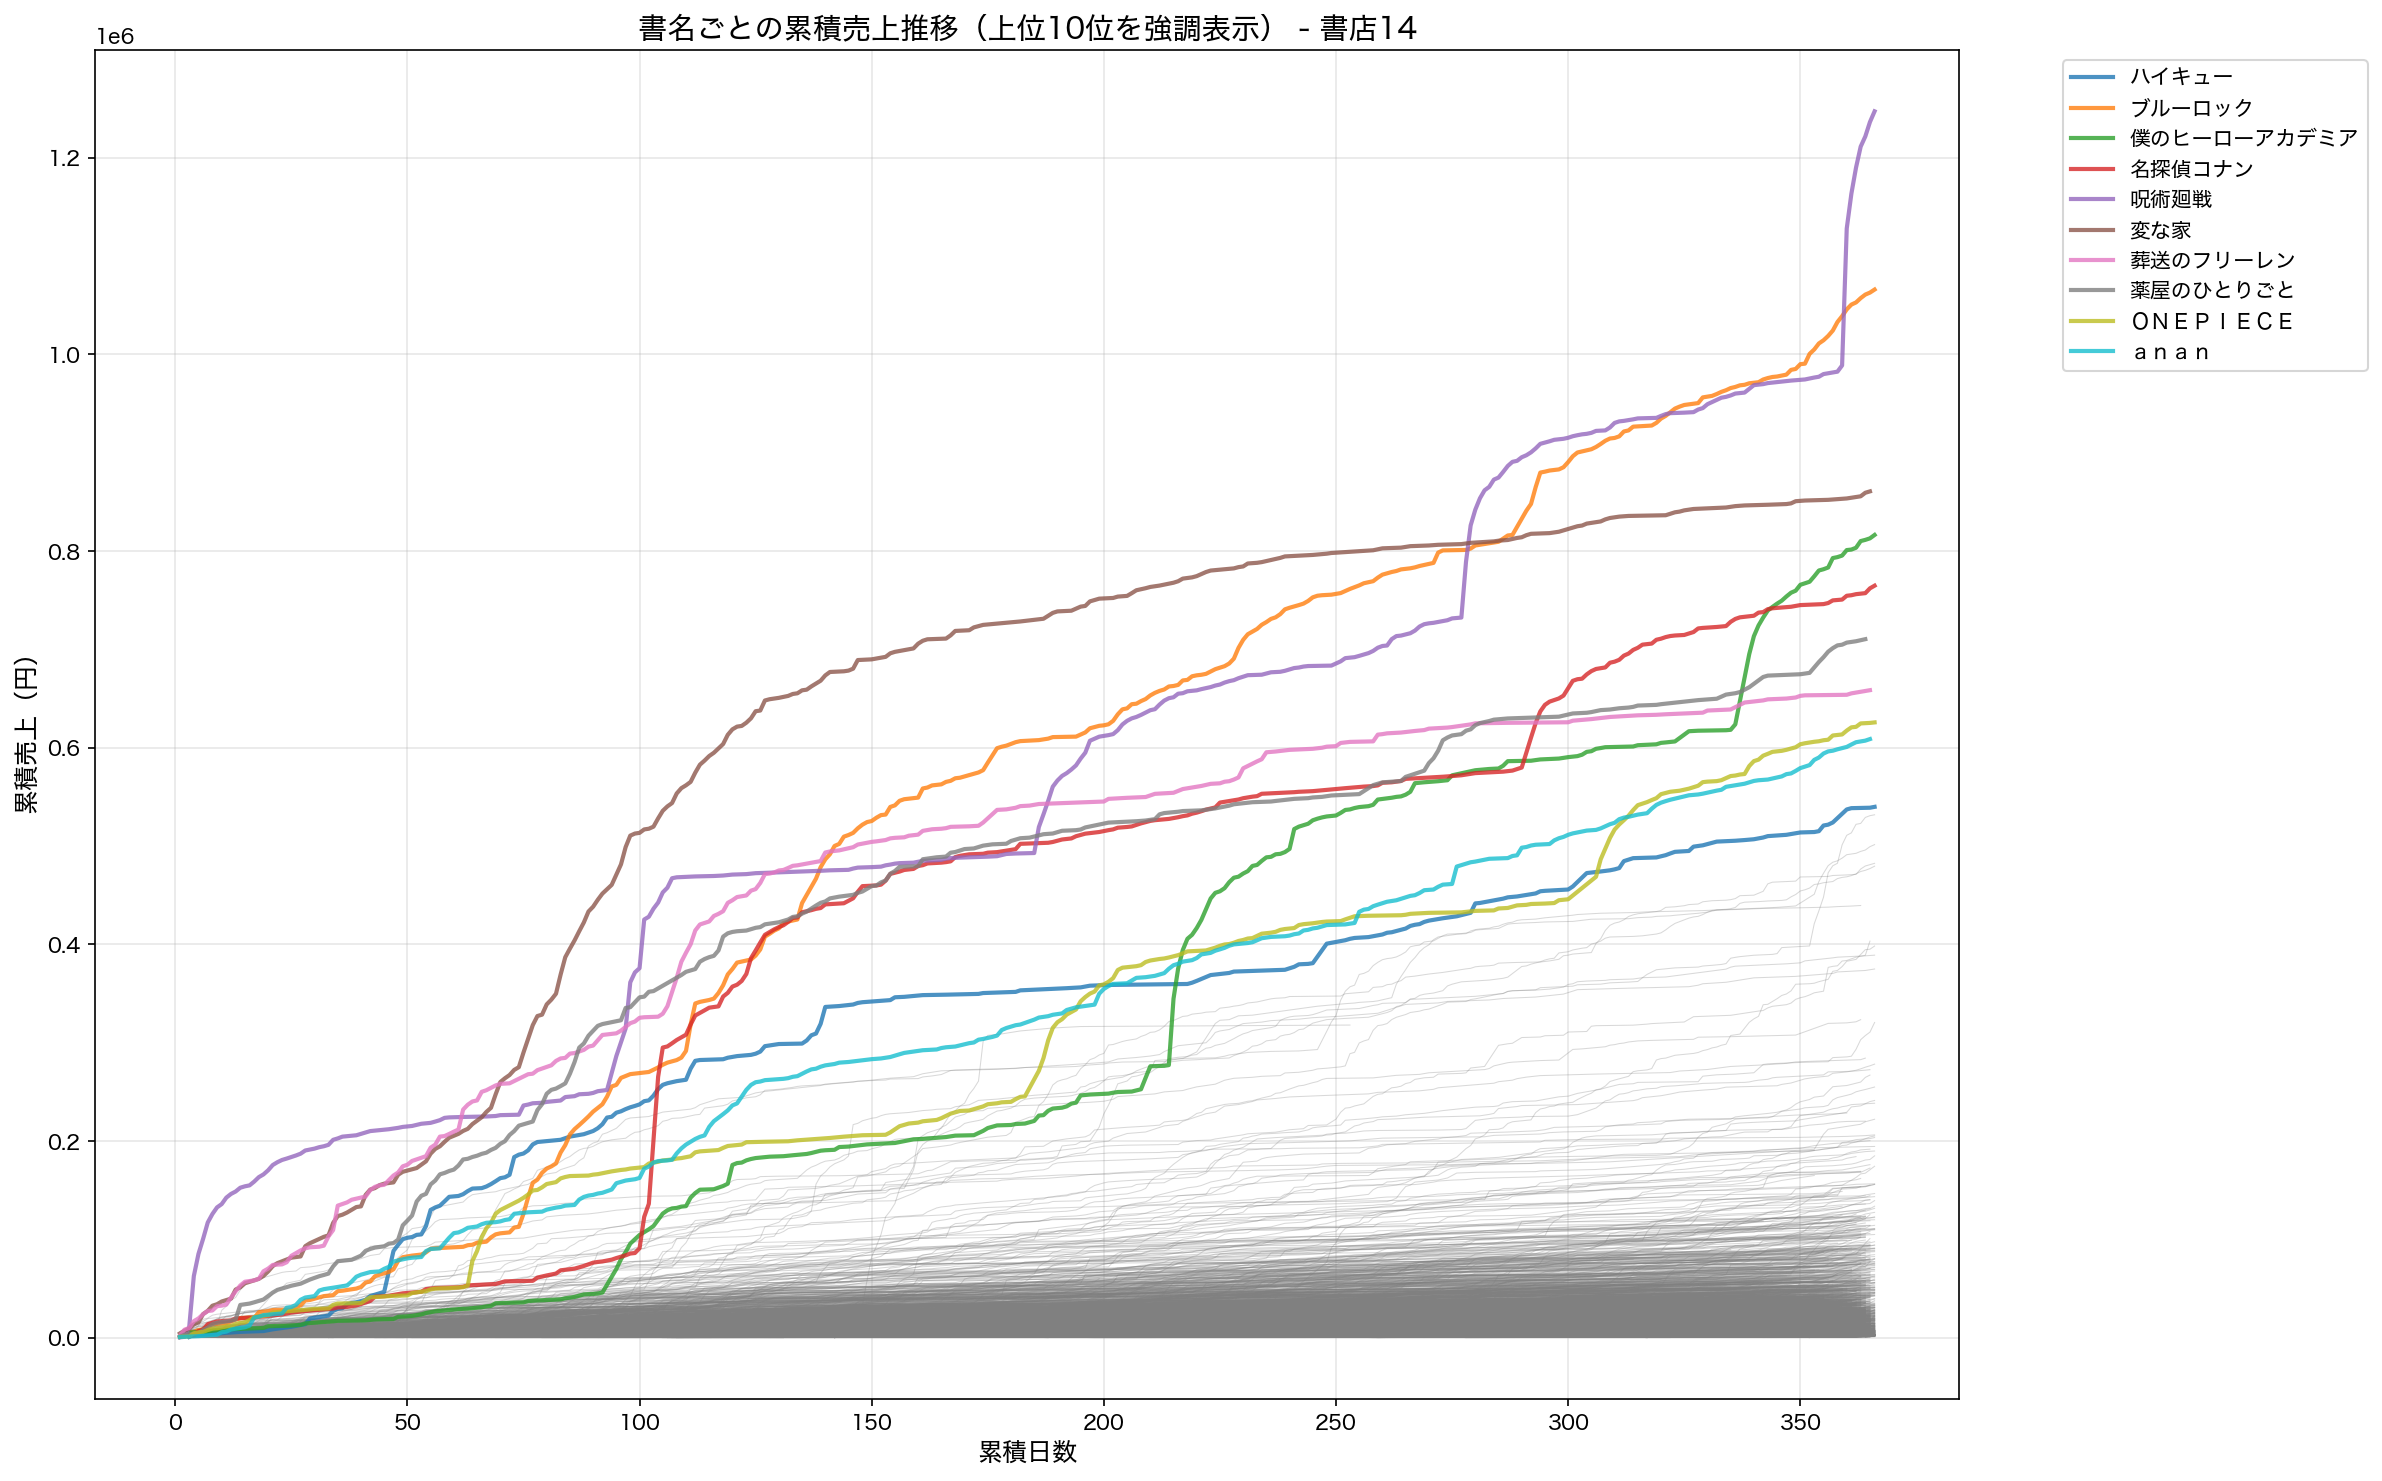 書名ごとの累積売上推移（上位10位を強調表示） - 書店14
1e6
1.2
1.0
0.8
0.6
0.4
0.2
0.0
累積売上（円）
0 50 100 150 200 250 300 350
累積日数
ハイキュー
ブルーロック
僕のヒーローアカデミア
名探偵コナン
呪術廻戦
変な家
葬送のフリーレン
薬屋のひとりごと
ＯＮＥＰＩＥＣＥ
ａｎａｎ